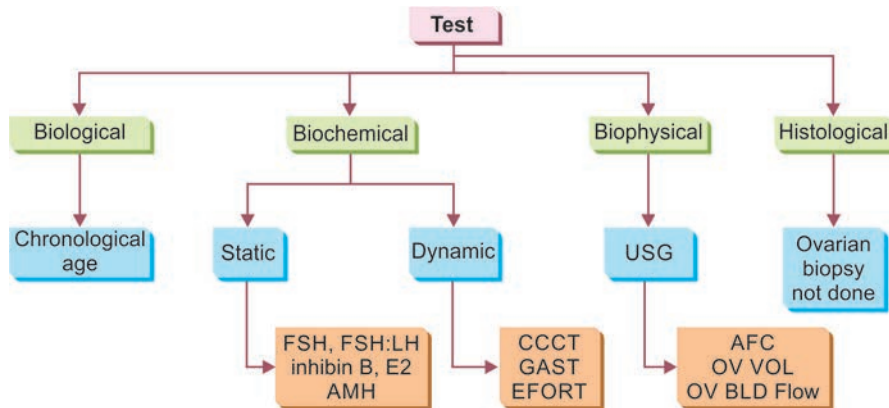 Test
Biological
Biochemical
Biophysical
Histological
Chronological
age
Static
Dynamic
USG
Ovarian
biopsy
not done
FSH, FSH:LH
inhibin B, E2
AMH
CCCT
GAST
EFORT
AFC
OV VOL
OV BLD Flow